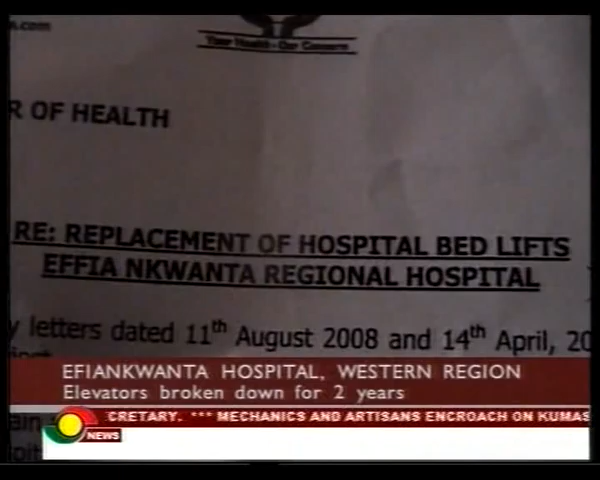 .com
Your Health - Our Concern
R OF HEALTH
RE: REPLACEMENT OF HOSPITAL BED LIFTS
EFFIA NKWANTA REGIONAL HOSPITAL
y letters dated 11th August 2008 and 14th April, 20
EFIANKWANTA HOSPITAL, WESTERN REGION
Elevators broken down for 2 years
CRETARY. *** MECHANICS AND ARTISANS ENCROACH ON KUMAS
NEWS